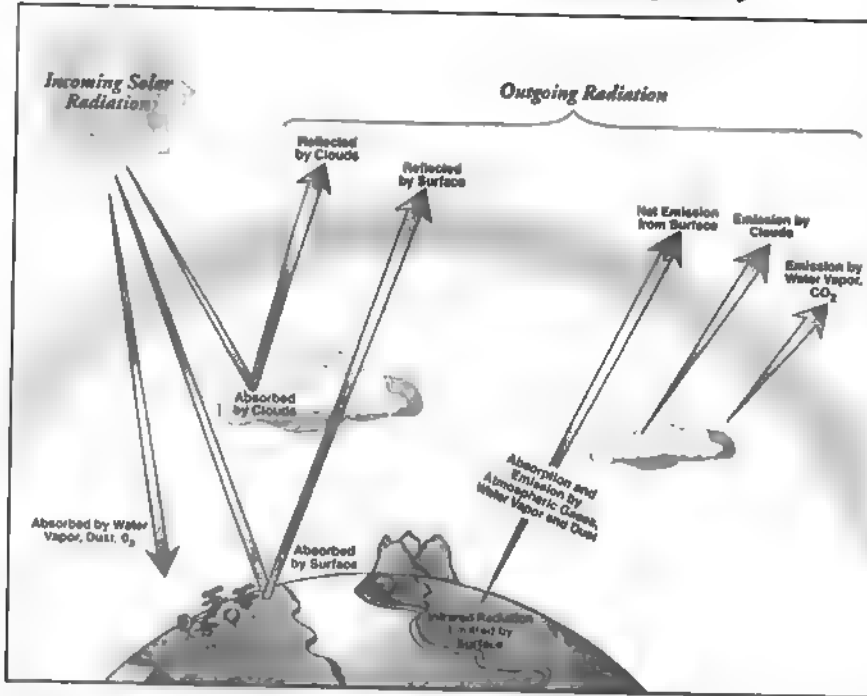 Incoming Solar
Radiation
Outgoing Radiation
Reflected
by Clouds
Reflected
by Surface
Net Emission
from Surface
Emission by
Clouds
Emission by
Water Vapor,
CO₂
Absorbed
by Clouds
Absorption and
Emission by
Atmospheric Gases,
Water Vapor and Dust
Absorbed by Water
Vapor, Dust, O₃
Absorbed
by Surface
Infrared Radiation
Emitted by
Surface